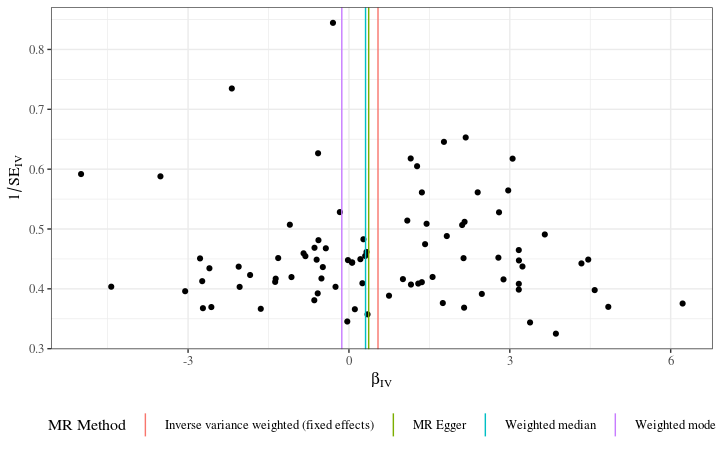 0.8
0.7
0.6
0.5
0.4
0.3
1/SE_IV
-3 0 3 6
β_IV
MR Method Inverse variance weighted (fixed effects) MR Egger Weighted median Weighted mode